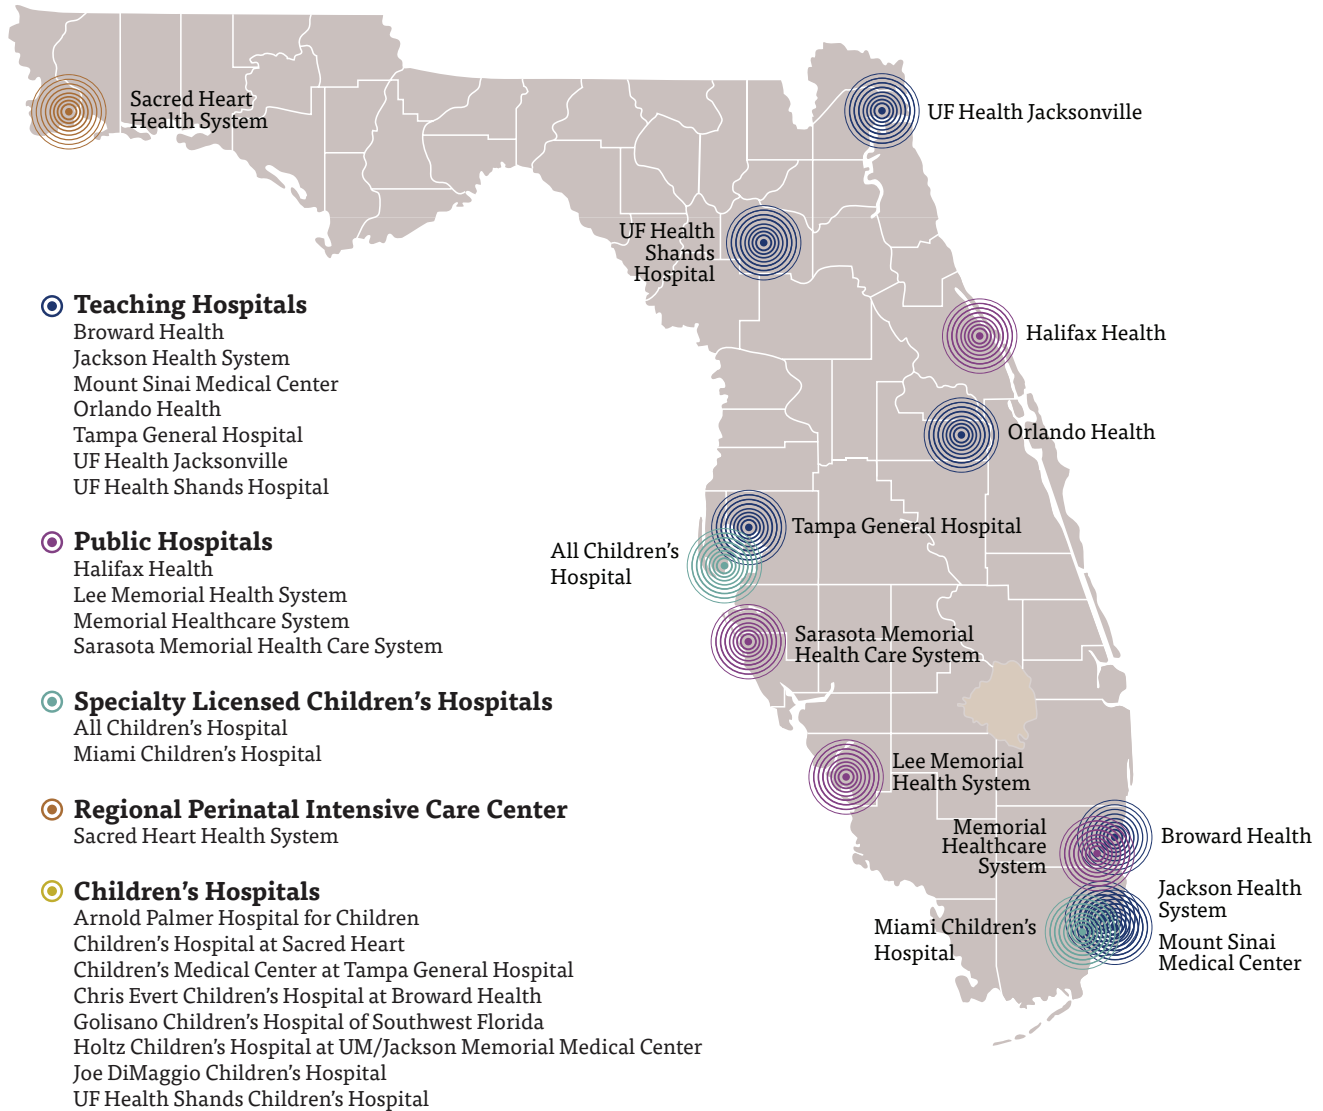 Sacred Heart
Health System
UF Health Jacksonville
UF Health
Shands
Hospital
Halifax Health
Orlando Health
Tampa General Hospital
All Children’s
Hospital
Sarasota Memorial
Health Care System
Lee Memorial
Health System
Memorial
Healthcare
System
Broward Health
Jackson Health
System
Miami Children’s
Hospital
Mount Sinai
Medical Center
Teaching Hospitals
Broward Health
Jackson Health System
Mount Sinai Medical Center
Orlando Health
Tampa General Hospital
UF Health Jacksonville
UF Health Shands Hospital
Public Hospitals
Halifax Health
Lee Memorial Health System
Memorial Healthcare System
Sarasota Memorial Health Care System
Specialty Licensed Children’s Hospitals
All Children’s Hospital
Miami Children’s Hospital
Regional Perinatal Intensive Care Center
Sacred Heart Health System
Children’s Hospitals
Arnold Palmer Hospital for Children
Children’s Hospital at Sacred Heart
Children’s Medical Center at Tampa General Hospital
Chris Evert Children’s Hospital at Broward Health
Golisano Children’s Hospital of Southwest Florida
Holtz Children’s Hospital at UM/Jackson Memorial Medical Center
Joe DiMaggio Children’s Hospital
UF Health Shands Children’s Hospital